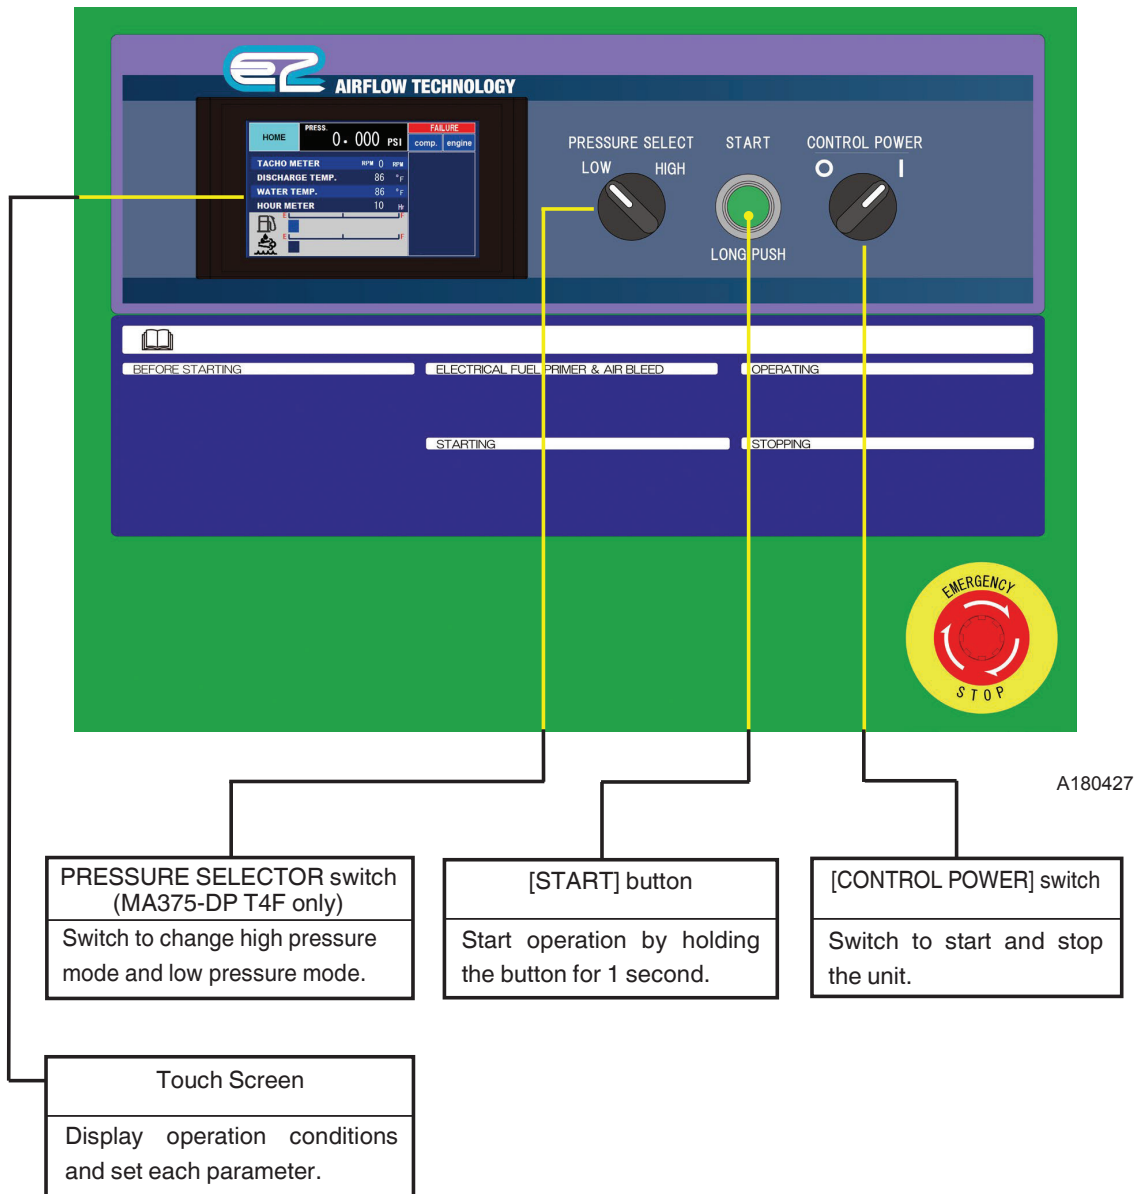 AIRFLOW TECHNOLOGY
HOME
PRESS.
0.000 PSI
FAILURE
comp. engine
TACHO METER RPM 0 RPM
DISCHARGE TEMP. 86 °F
WATER TEMP. 86 °F
HOUR METER 10 Hr
E F
E F
PRESSURE SELECT
LOW HIGH
START
LONG PUSH
CONTROL POWER
O I
BEFORE STARTING
ELECTRICAL FUEL PRIMER & AIR BLEED
OPERATING
STARTING
STOPPING
EMERGENCY
STOP
A180427
PRESSURE SELECTOR switch
(MA375-DP T4F only)
Switch to change high pressure
mode and low pressure mode.
[START] button
Start operation by holding
the button for 1 second.
[CONTROL POWER] switch
Switch to start and stop
the unit.
Touch Screen
Display operation conditions
and set each parameter.